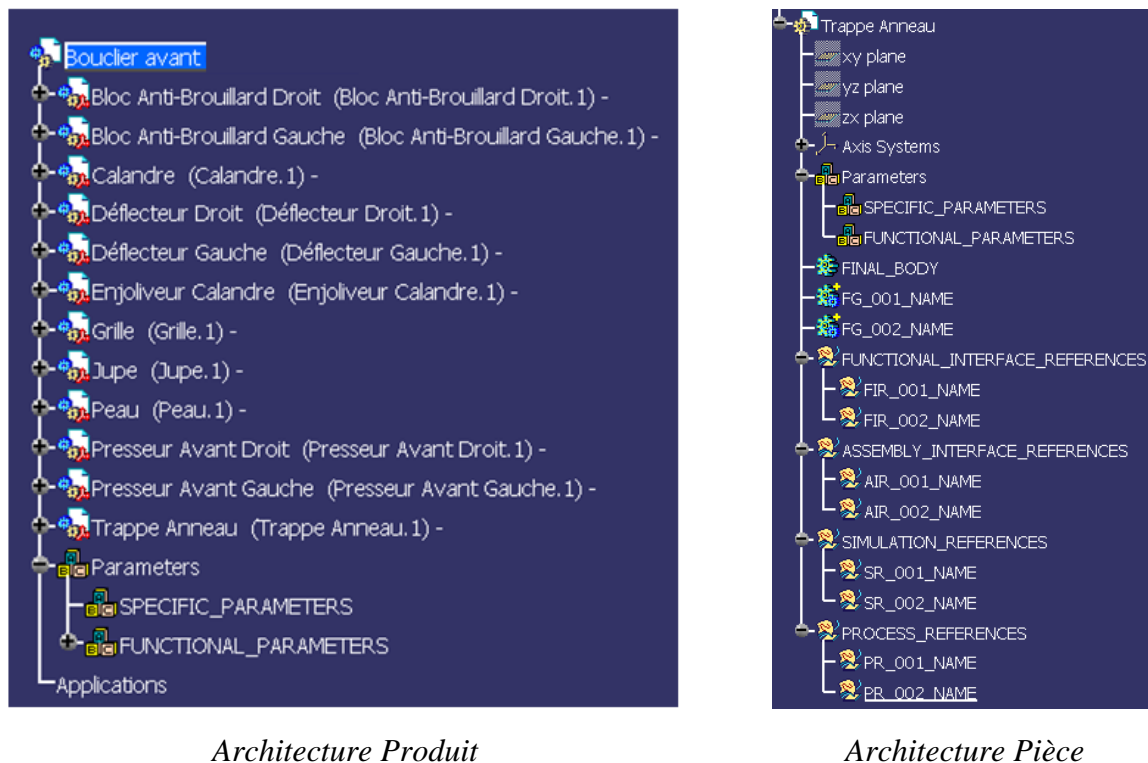 Bouclier avant
Bloc Anti-Brouillard Droit (Bloc Anti-Brouillard Droit.1) -
Bloc Anti-Brouillard Gauche (Bloc Anti-Brouillard Gauche.1) -
Calandre (Calandre.1) -
Déflecteur Droit (Déflecteur Droit.1) -
Déflecteur Gauche (Déflecteur Gauche.1) -
Enjoliveur Calandre (Enjoliveur Calandre.1) -
Grille (Grille.1) -
Jupe (Jupe.1) -
Peau (Peau.1) -
Presseur Avant Droit (Presseur Avant Droit.1) -
Presseur Avant Gauche (Presseur Avant Gauche.1) -
Trappe Anneau (Trappe Anneau.1) -
Parameters
SPECIFIC_PARAMETERS
FUNCTIONAL_PARAMETERS
Applications
Architecture Produit
Trappe Anneau
xy plane
yz plane
zx plane
Axis Systems
Parameters
SPECIFIC_PARAMETERS
FUNCTIONAL_PARAMETERS
FINAL_BODY
FG_001_NAME
FG_002_NAME
FUNCTIONAL_INTERFACE_REFERENCES
FIR_001_NAME
FIR_002_NAME
ASSEMBLY_INTERFACE_REFERENCES
AIR_001_NAME
AIR_002_NAME
SIMULATION_REFERENCES
SR_001_NAME
SR_002_NAME
PROCESS_REFERENCES
PR_001_NAME
PR_002_NAME
Architecture Pièce